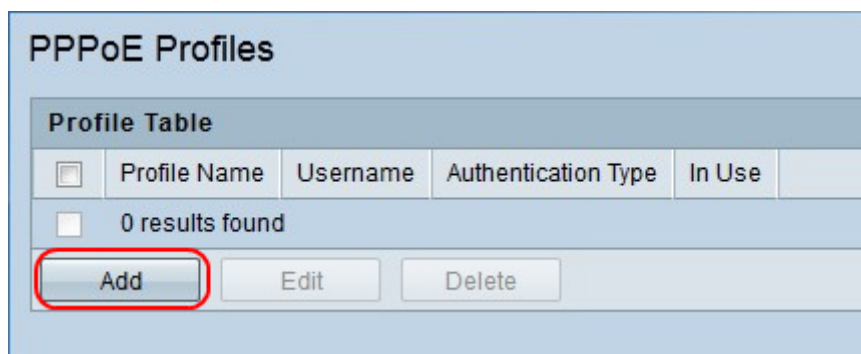 PPPoE Profiles
Profile Table
Profile Name Username Authentication Type In Use
0 results found
Add Edit Delete